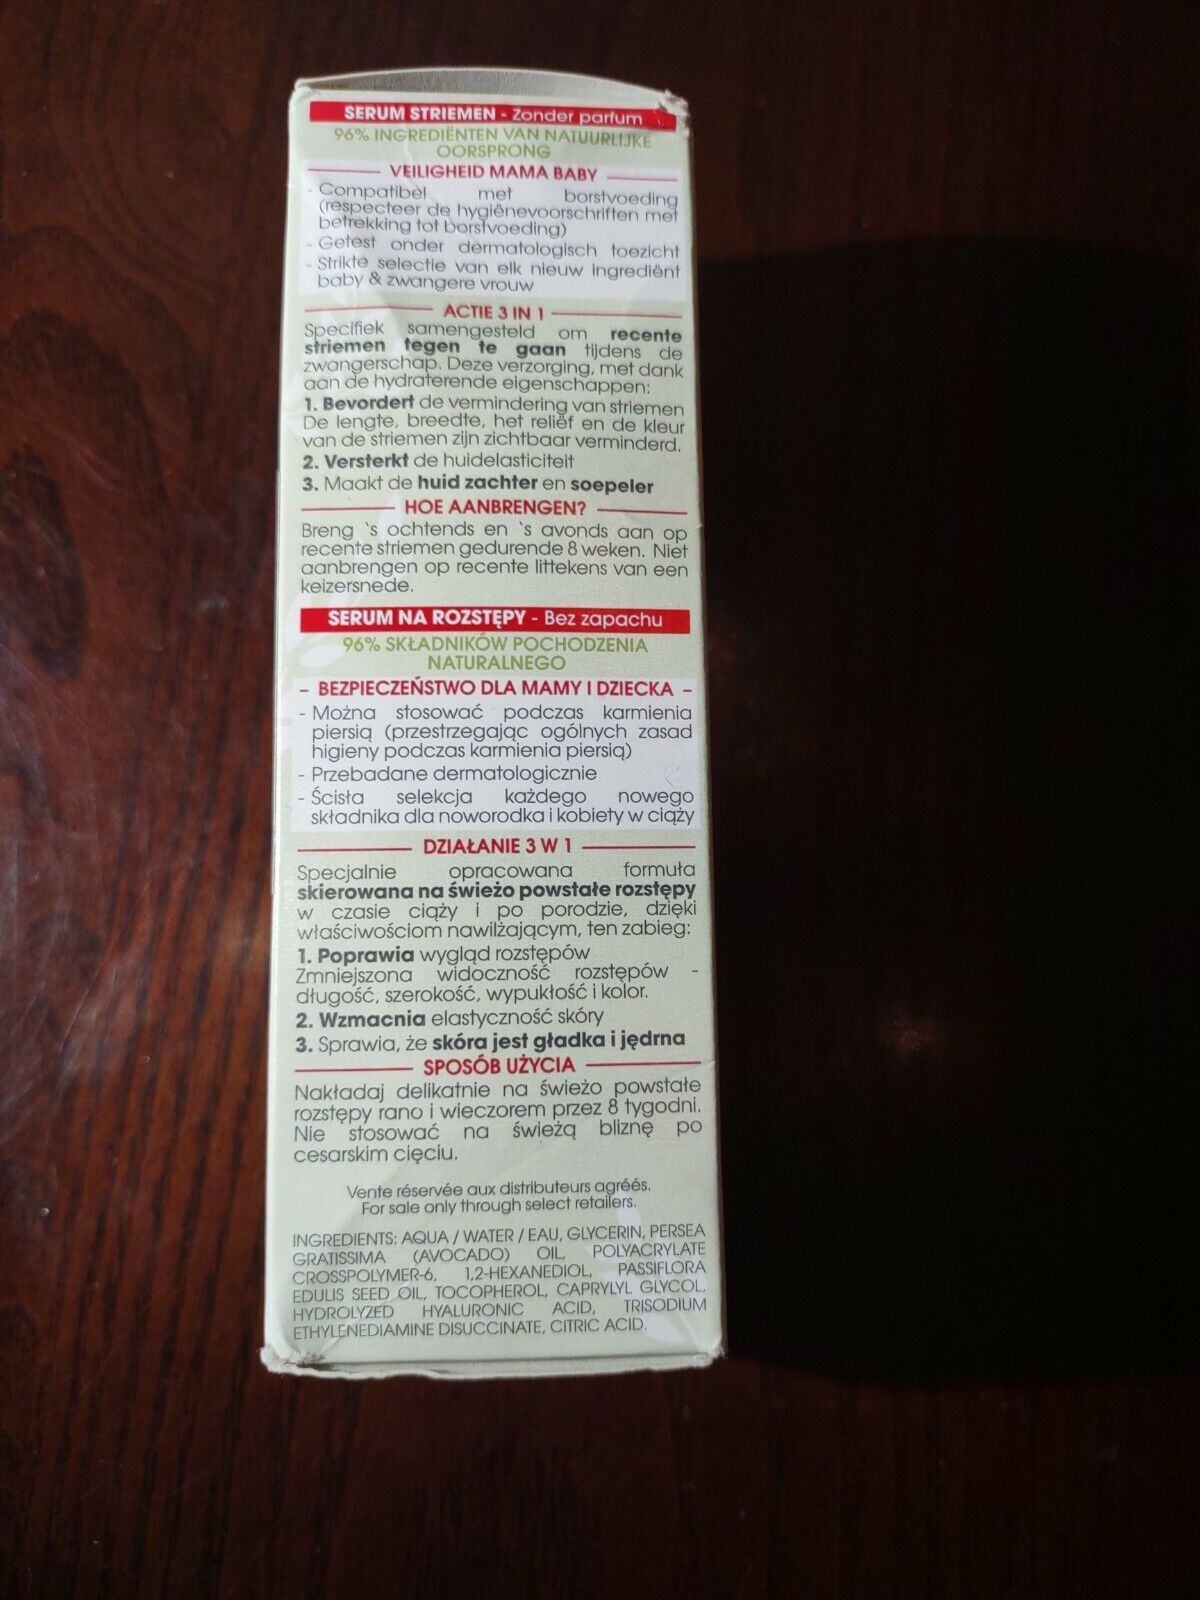 SERUM STRIEMEN - Zonder parfum
96% INGREDIËNTEN VAN NATUURLIJKE
OORSPRONG
VEILIGHEID MAMA BABY
- Compatibel met borstvoeding
(respecteer de hygiënevoorschriften met
betrekking tot borstvoeding)
- Getest onder dermatologisch toezicht
- Strikte selectie van elk nieuw ingrediënt
baby & zwangere vrouw
ACTIE 3 IN 1
Specifiek samengesteld om recente
striemen tegen te gaan tijdens de
zwangerschap. Deze verzorging, met dank
aan de hydraterende eigenschappen:
1. Bevordert de vermindering van striemen
De lengte, breedte, het reliëf en de kleur
van de striemen zijn zichtbaar verminderd.
2. Versterkt de huidelasticiteit
3. Maakt de huid zachter en soepeler
HOE AANBRENGEN?
Breng 's ochtends en 's avonds aan op
recente striemen gedurende 8 weken. Niet
aanbrengen op recente littekens van een
keizersnede.
SERUM NA ROZSTĘPY - Bez zapachu
96% SKŁADNIKÓW POCHODZENIA
NATURALNEGO
- BEZPIECZEŃSTWO DLA MAMY I DZIECKA -
- Można stosować podczas karmienia
piersią (przestrzegając ogólnych zasad
higieny podczas karmienia piersią)
- Przebadane dermatologicznie
- Ścisła selekcja każdego nowego
składnika dla noworodka i kobiety w ciąży
DZIAŁANIE 3 W 1
Specjalnie opracowana formuła
skierowana na świeżo powstałe rozstępy
w czasie ciąży i po porodzie, dzięki
właściwościom nawilżającym, ten zabieg:
1. Poprawia wygląd rozstępów
Zmniejszona widoczność rozstępów -
długość, szerokość, wypukłość i kolor.
2. Wzmacnia elastyczność skóry
3. Sprawia, że skóra jest gładka i jędrna
SPOSÓB UŻYCIA
Nakładaj delikatnie na świeżo powstałe
rozstępy rano i wieczorem przez 8 tygodni.
Nie stosować na świeżą bliznę po
cesarskim cięciu.
Vente réservée aux distributeurs agréés.
For sale only through select retailers.
INGREDIENTS: AQUA / WATER / EAU, GLYCERIN, PERSEA
GRATISSIMA (AVOCADO) OIL, POLYACRYLATE
CROSSPOLYMER-6, 1,2-HEXANEDIOL, PASSIFLORA
EDULIS SEED OIL, TOCOPHEROL, CAPRYLYL GLYCOL,
HYDROLYZED HYALURONIC ACID, TRISODIUM
ETHYLENEDIAMINE DISUCCINATE, CITRIC ACID.